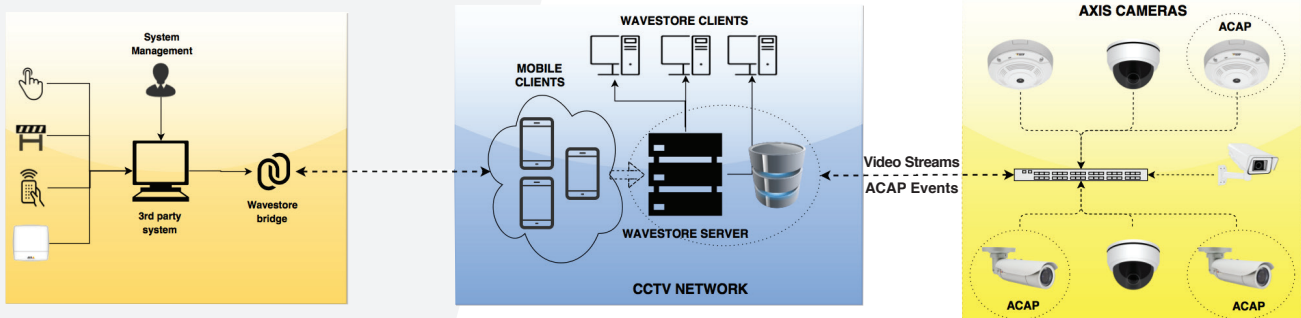 System
Management
3rd party
system
Wavestore
bridge
WAVESTORE CLIENTS
MOBILE
CLIENTS
WAVESTORE SERVER
CCTV NETWORK
Video Streams
ACAP Events
AXIS CAMERAS
ACAP
ACAP
ACAP